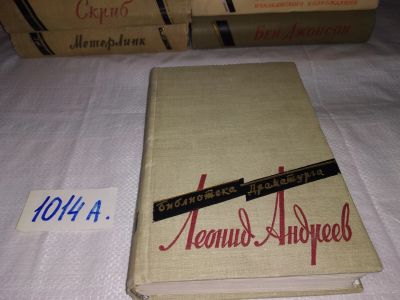 Скриб
Метерлинк
Бен Джонсон
1014 А.
библиотека драматурга
Леонид Андреев